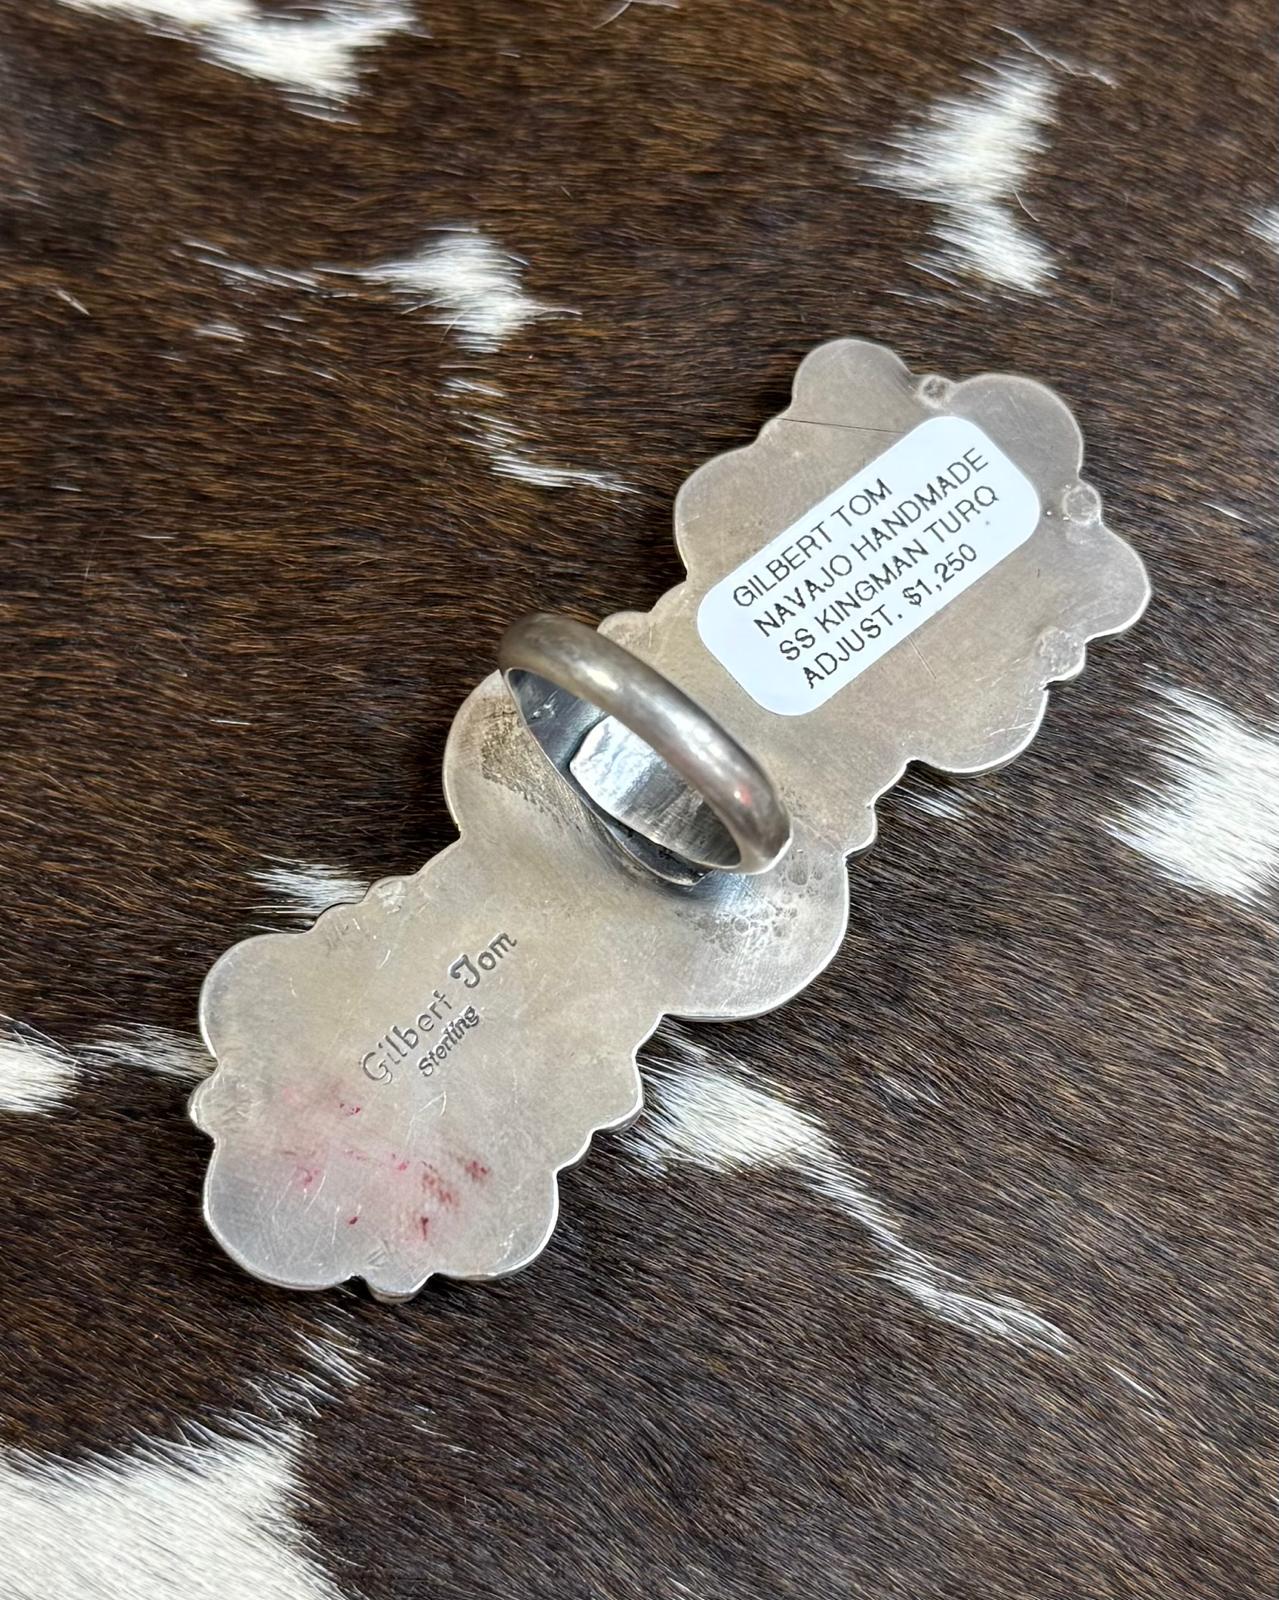 GILBERT TOM
NAVAJO HANDMADE
SS KINGMAN TURQ
ADJUST. $1,250
Gilbert Tom
Sterling